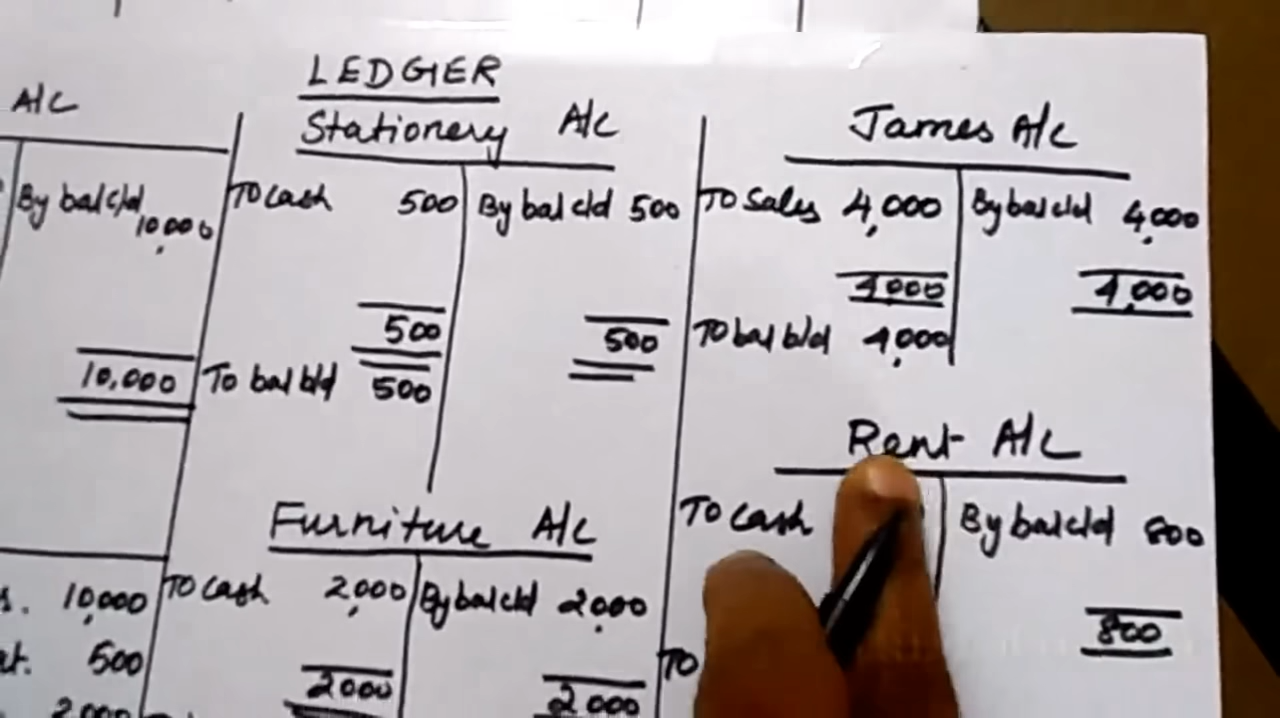 A/C
By bal c/d
10,000
10,000
s. 10,000
at. 500
2,000
LEDGER
Stationery A/C
To cash 500 By bal c/d 500
500 500
To bal b/d 500
Furniture A/C
To cash 2,000 By bal c/d 2,000
2000 2000
James A/C
To Sales 4,000 By bal c/d 4,000
4,000 4,000
To bal b/d 4,000
Rent A/C
To cash By bal c/d 800
800
To